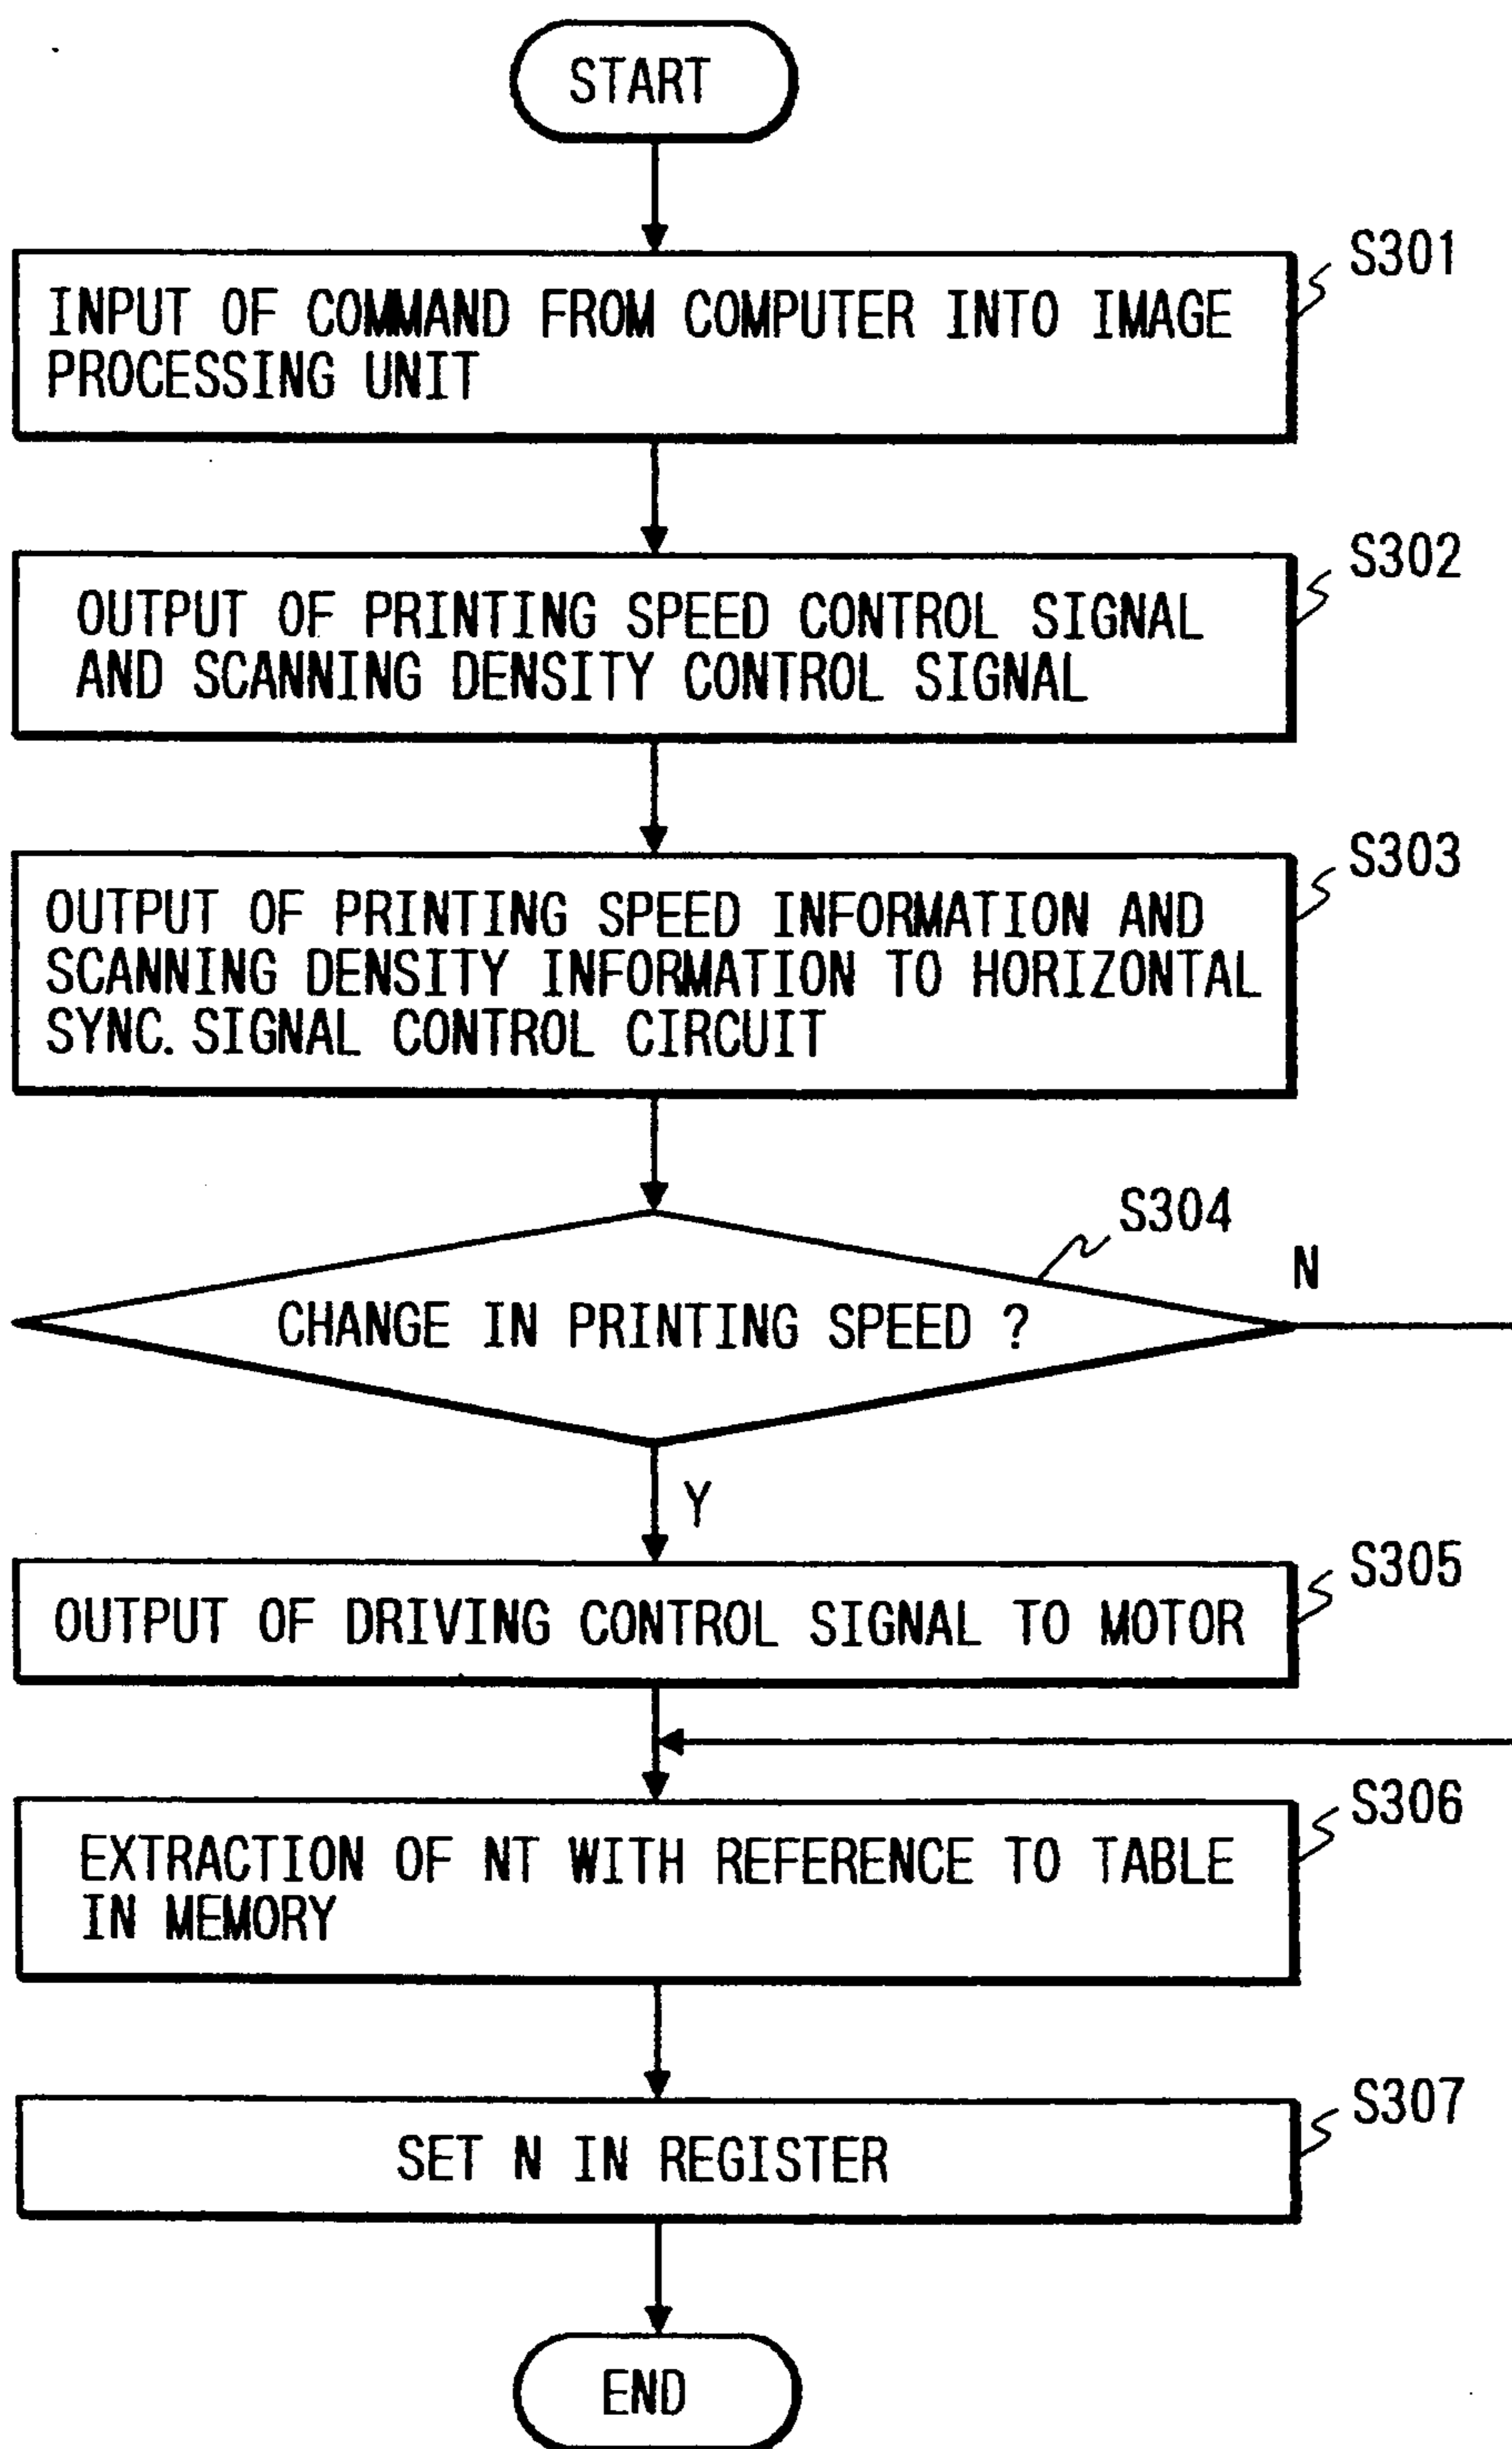 START
S301
INPUT OF COMMAND FROM COMPUTER INTO IMAGE
PROCESSING UNIT
S302
OUTPUT OF PRINTING SPEED CONTROL SIGNAL
AND SCANNING DENSITY CONTROL SIGNAL
S303
OUTPUT OF PRINTING SPEED INFORMATION AND
SCANNING DENSITY INFORMATION TO HORIZONTAL
SYNC. SIGNAL CONTROL CIRCUIT
S304
N
CHANGE IN PRINTING SPEED ?
Y
S305
OUTPUT OF DRIVING CONTROL SIGNAL TO MOTOR
S306
EXTRACTION OF NT WITH REFERENCE TO TABLE
IN MEMORY
S307
SET N IN REGISTER
END